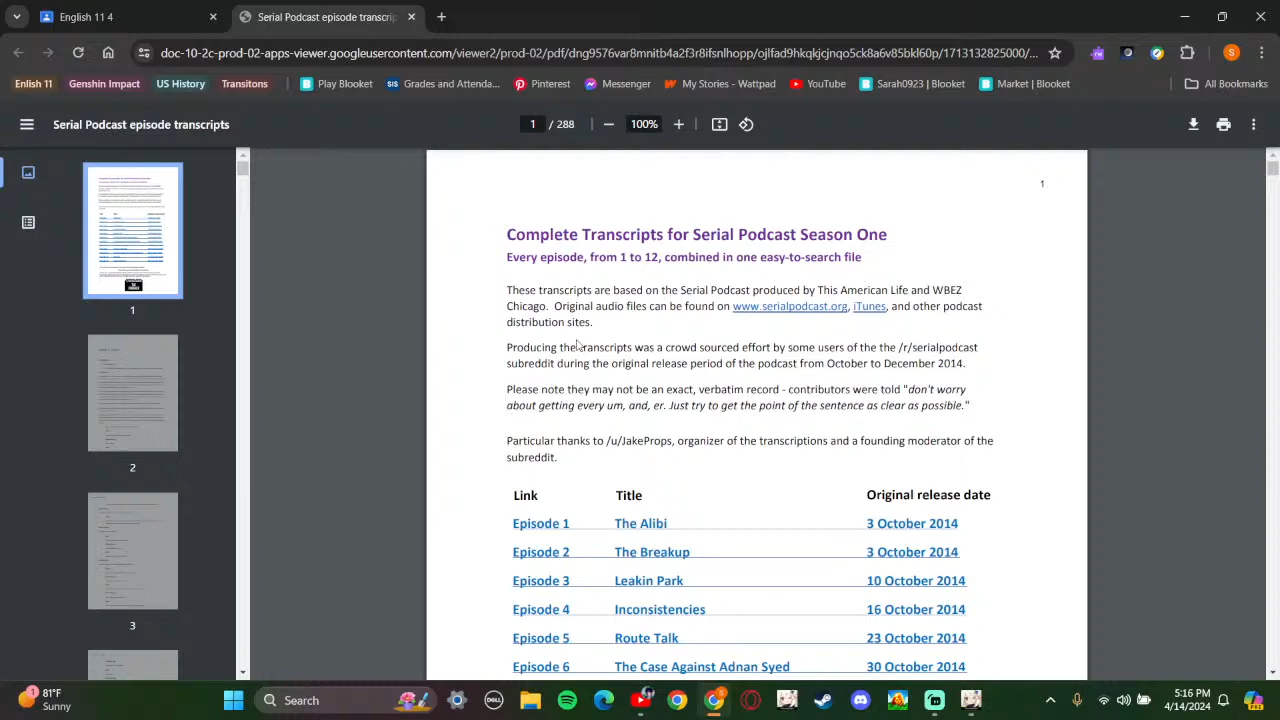 English 11 4
Serial Podcast episode transcrip
doc-10-2c-prod-02-apps-viewer.googleusercontent.com/viewer2/prod-02/pdf/dng9576var8mnitb4a2f3r8ifsnlhopp/ojlfad9hkqkjcjnqo5ck8a6v85bkl60p/1713132825000/...
S
Enlish 11
Genshin Impact
US History
Transitons
Play Blooket
SIS Grades and Attenda...
Pinterest
Messenger
My Stories - Wattpad
YouTube
Sarah0923 | Blooket
Market | Blooket
All Bookmarks
Serial Podcast episode transcripts
1 / 288
100%
1
Complete Transcripts for Serial Podcast Season One
Every episode, from 1 to 12, combined in one easy-to-search file
These transcripts are based on the Serial Podcast produced by This American Life and WBEZ
Chicago. Original audio files can be found on www.serialpodcast.org, iTunes, and other podcast
distribution sites.
Producing the transcripts was a crowd sourced effort by some users of the the /r/serialpodcast
subreddit during the original release period of the podcast from October to December 2014.
Please note they may not be an exact, verbatim record - contributors were told "don't worry
about getting every um, and, er. Just try to get the point of the sentence as clear as possible."
Particular thanks to /u/JakeProps, organizer of the transcriptions and a founding moderator of the
subreddit.
Link Title Original release date
Episode 1 The Alibi 3 October 2014
Episode 2 The Breakup 3 October 2014
Episode 3 Leakin Park 10 October 2014
Episode 4 Inconsistencies 16 October 2014
Episode 5 Route Talk 23 October 2014
Episode 6 The Case Against Adnan Syed 30 October 2014
1
2
3
81°F
Sunny
Search
DELL
5:16 PM
4/14/2024